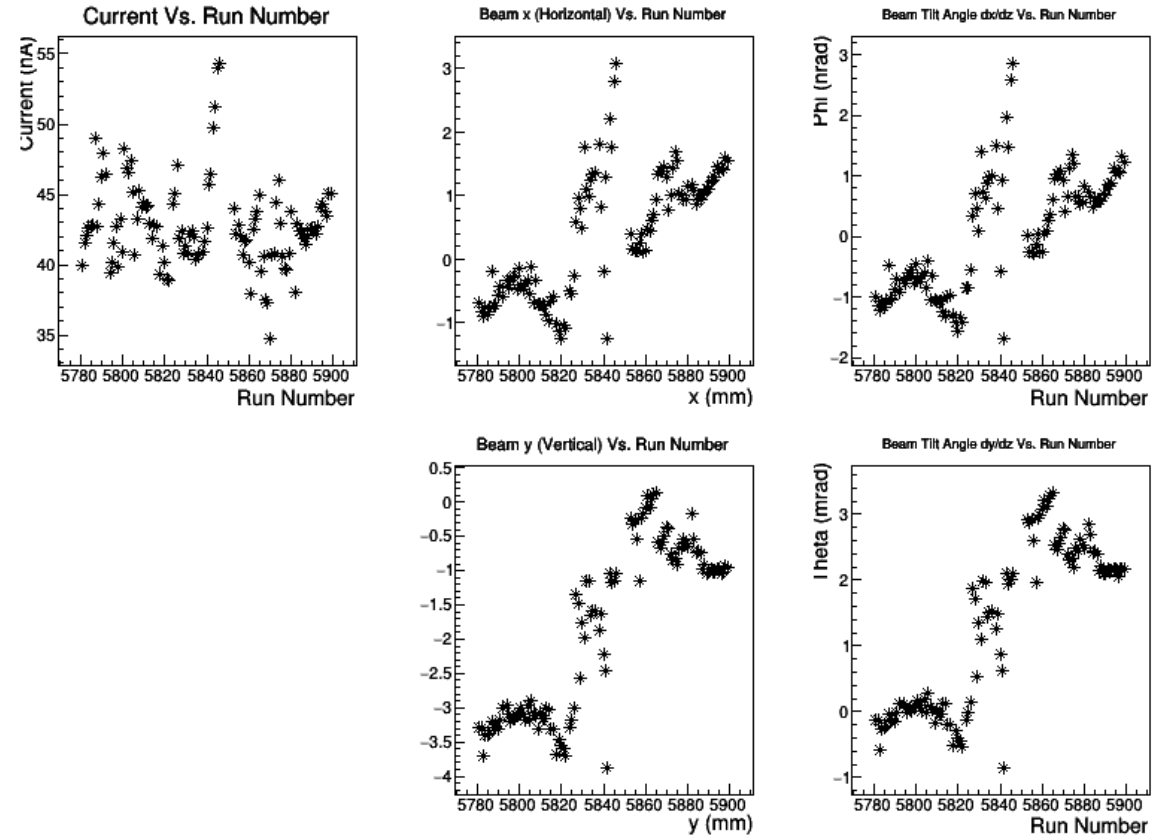 Current Vs. Run Number
Current (nA)
55
50
45
40
35
5780 5800 5820 5840 5860 5880 5900
Run Number
Beam x (Horizontal) Vs. Run Number
3
2
1
0
−1
5780 5800 5820 5840 5860 5880 5900
x (mm)
Beam Tilt Angle dx/dz Vs. Run Number
Phi (nrad)
3
2
1
0
−1
−2
5780 5800 5820 5840 5860 5880 5900
Run Number
Beam y (Vertical) Vs. Run Number
0.5
0
−0.5
−1
−1.5
−2
−2.5
−3
−3.5
−4
5780 5800 5820 5840 5860 5880 5900
y (mm)
Beam Tilt Angle dy/dz Vs. Run Number
Theta (mrad)
3
2
1
0
−1
5780 5800 5820 5840 5860 5880 5900
Run Number